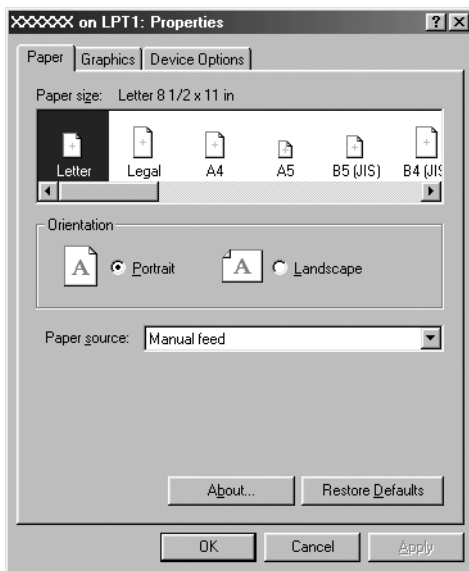 XXXXXX on LPT1: Properties ? X
Paper Graphics Device Options
Paper size: Letter 8 1/2 x 11 in
Letter Legal A4 A5 B5 (JIS) B4 (JIS
Orientation
A Portrait A Landscape
Paper source: Manual feed
About... Restore Defaults
OK Cancel Apply